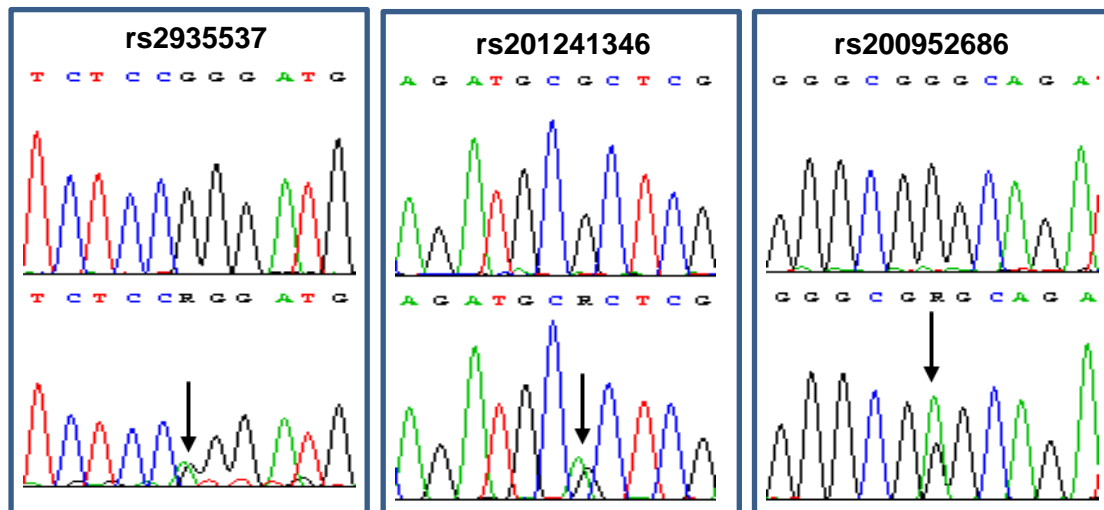 rs2935537
T C T C C G G G A T G
T C T C C R G G A T G
rs201241346
A G A T G C G C T C G
A G A T G C R C T C G
rs200952686
G G G C G G G C A G A T
G G G C G R G C A G A